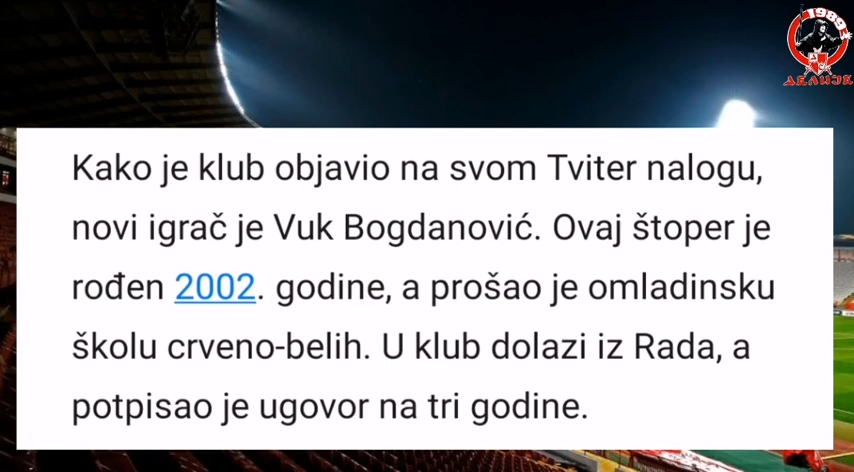 1989
ДЕЛИЈЕ
Kako je klub objavio na svom Tviter nalogu,
novi igrač je Vuk Bogdanović. Ovaj štoper je
rođen 2002. godine, a prošao je omladinsku
školu crveno-belih. U klub dolazi iz Rada, a
potpisao je ugovor na tri godine.